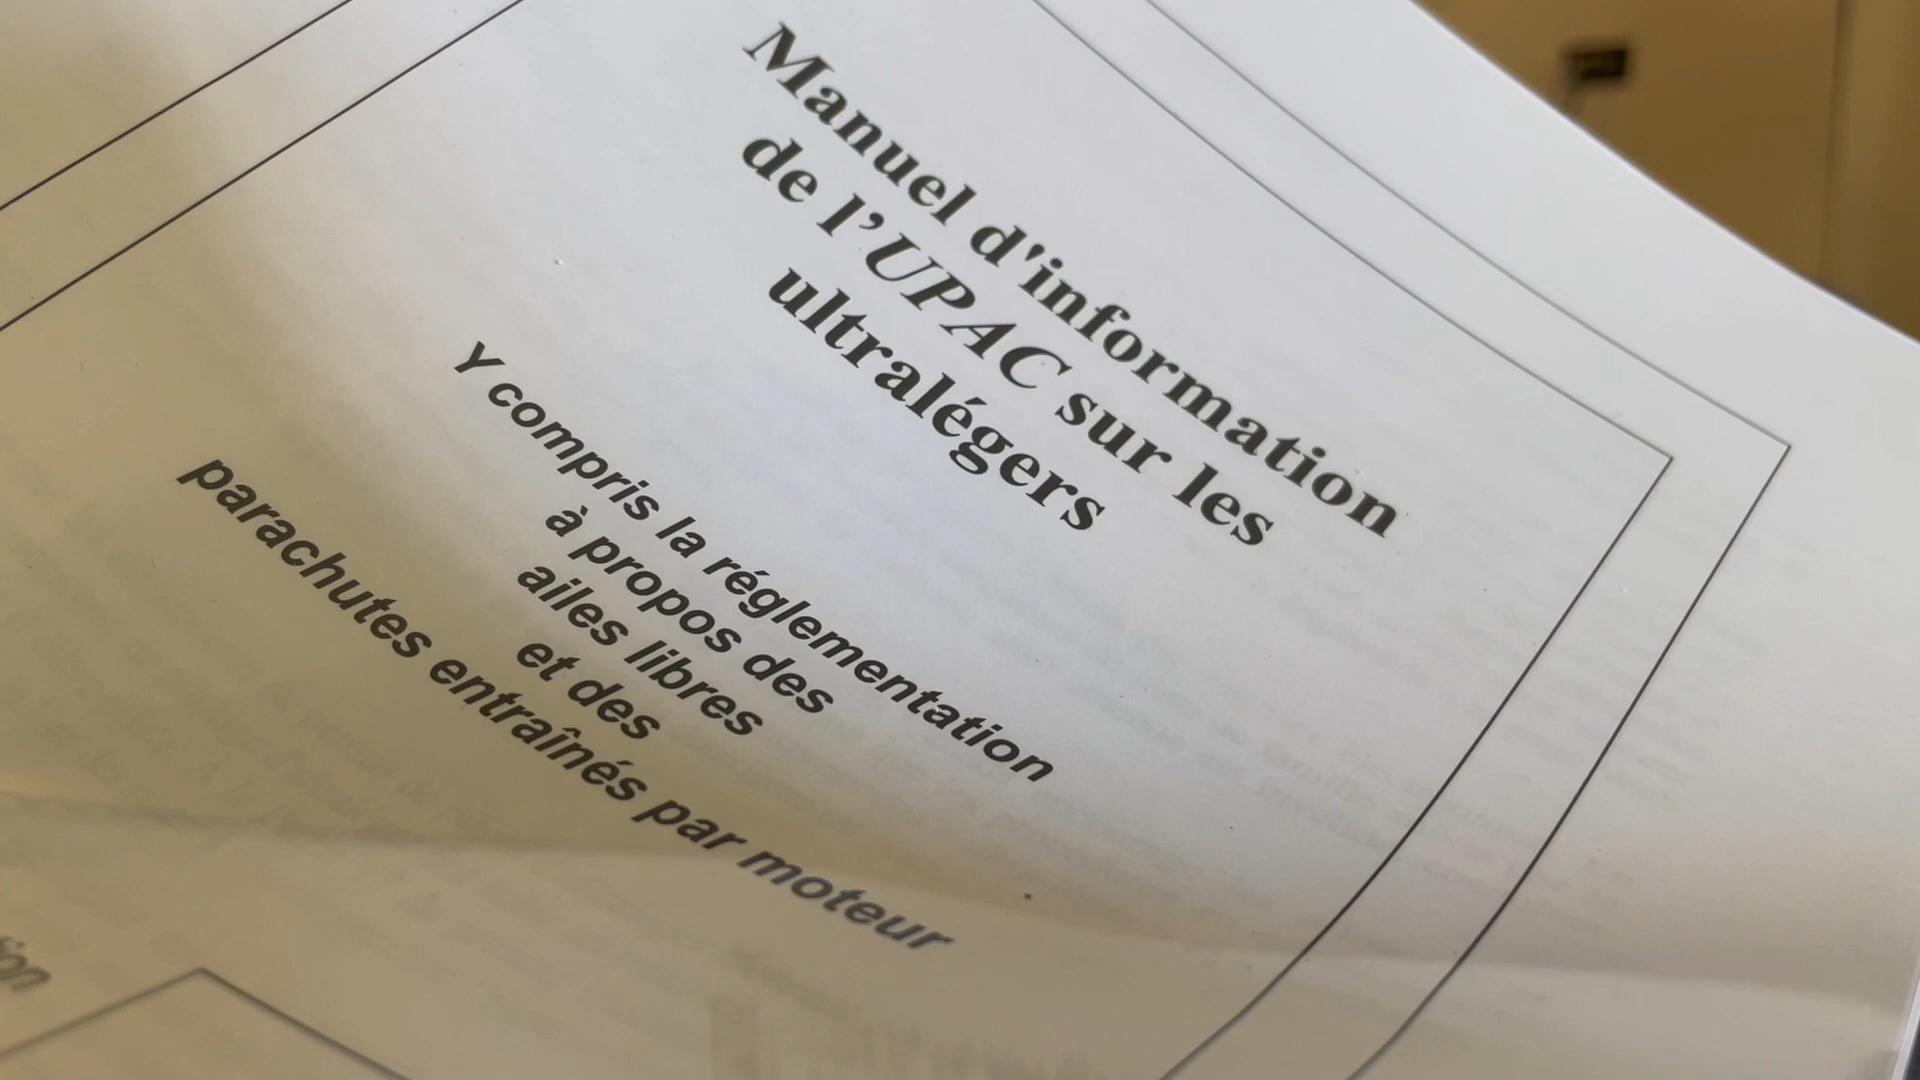 Manuel d'information
de l’UPAC sur les
ultralégers
Y compris la réglementation
à propos des
ailes libres
et des
parachutes entraînés par moteur